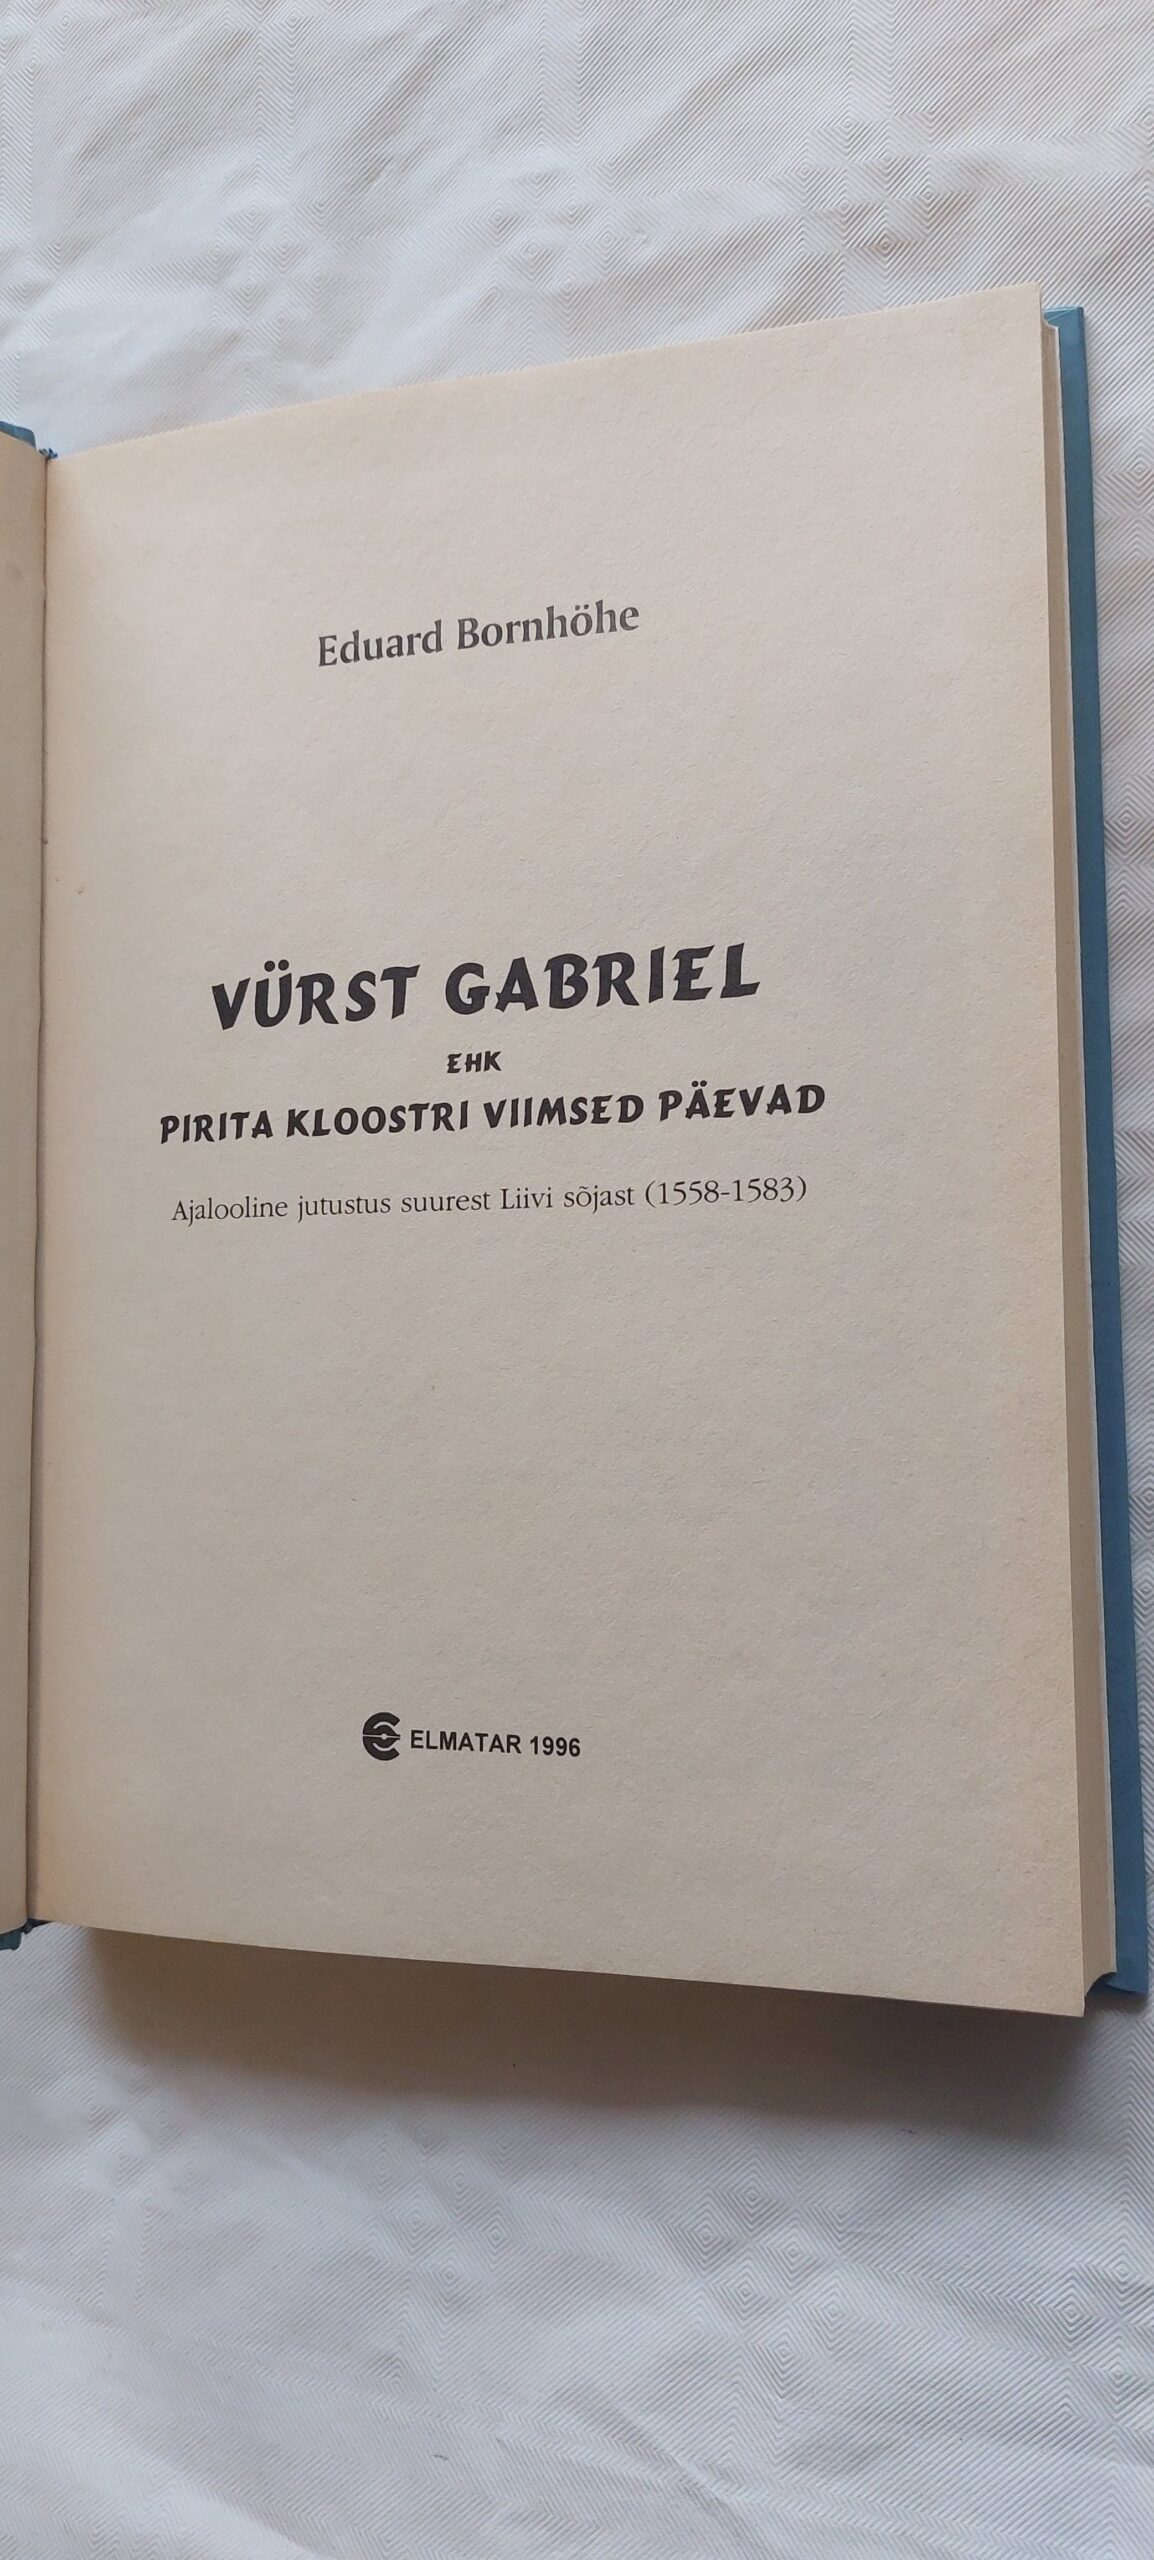 Eduard Bornhöhe
VÜRST GABRIEL
EHK
PIRITA KLOOSTRI VIIMSED PÄEVAD
Ajalooline jutustus suurest Liivi sõjast (1558-1583)
ELMATAR 1996